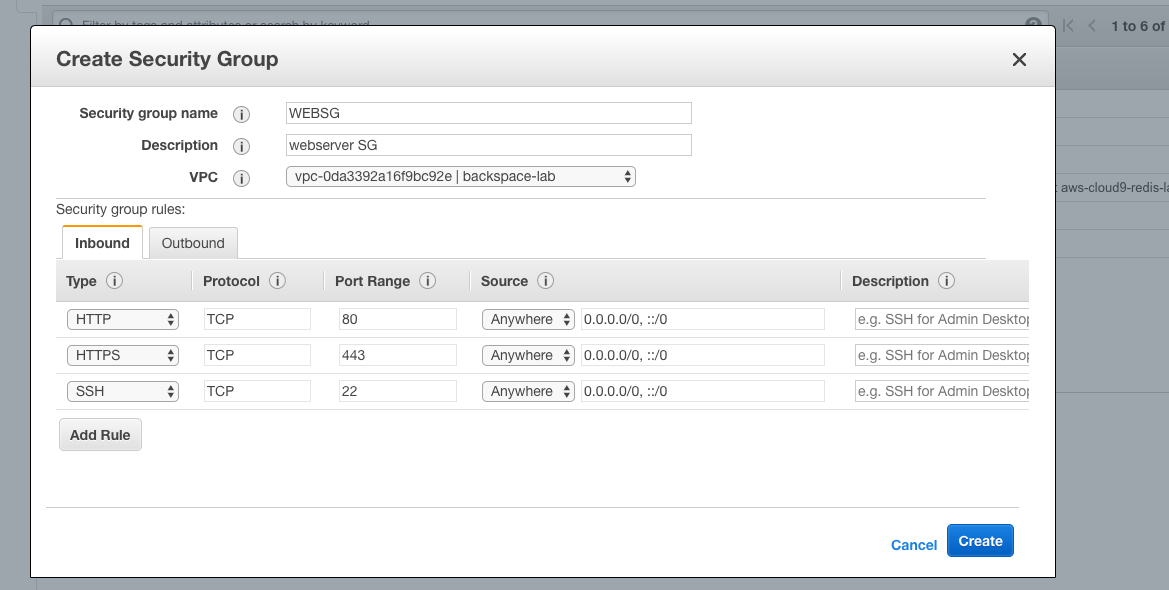 Filter by tags and attributes or search by keyword
1 to 6 of
Create Security Group
Security group name WEBSG
Description webserver SG
VPC vpc-0da3392a16f9bc92e | backspace-lab
aws-cloud9-redis-la
Security group rules:
Inbound Outbound
Type Protocol Port Range Source Description
HTTP TCP 80 Anywhere 0.0.0.0/0, ::/0 e.g. SSH for Admin Desktop
HTTPS TCP 443 Anywhere 0.0.0.0/0, ::/0 e.g. SSH for Admin Desktop
SSH TCP 22 Anywhere 0.0.0.0/0, ::/0 e.g. SSH for Admin Desktop
Add Rule
Cancel Create